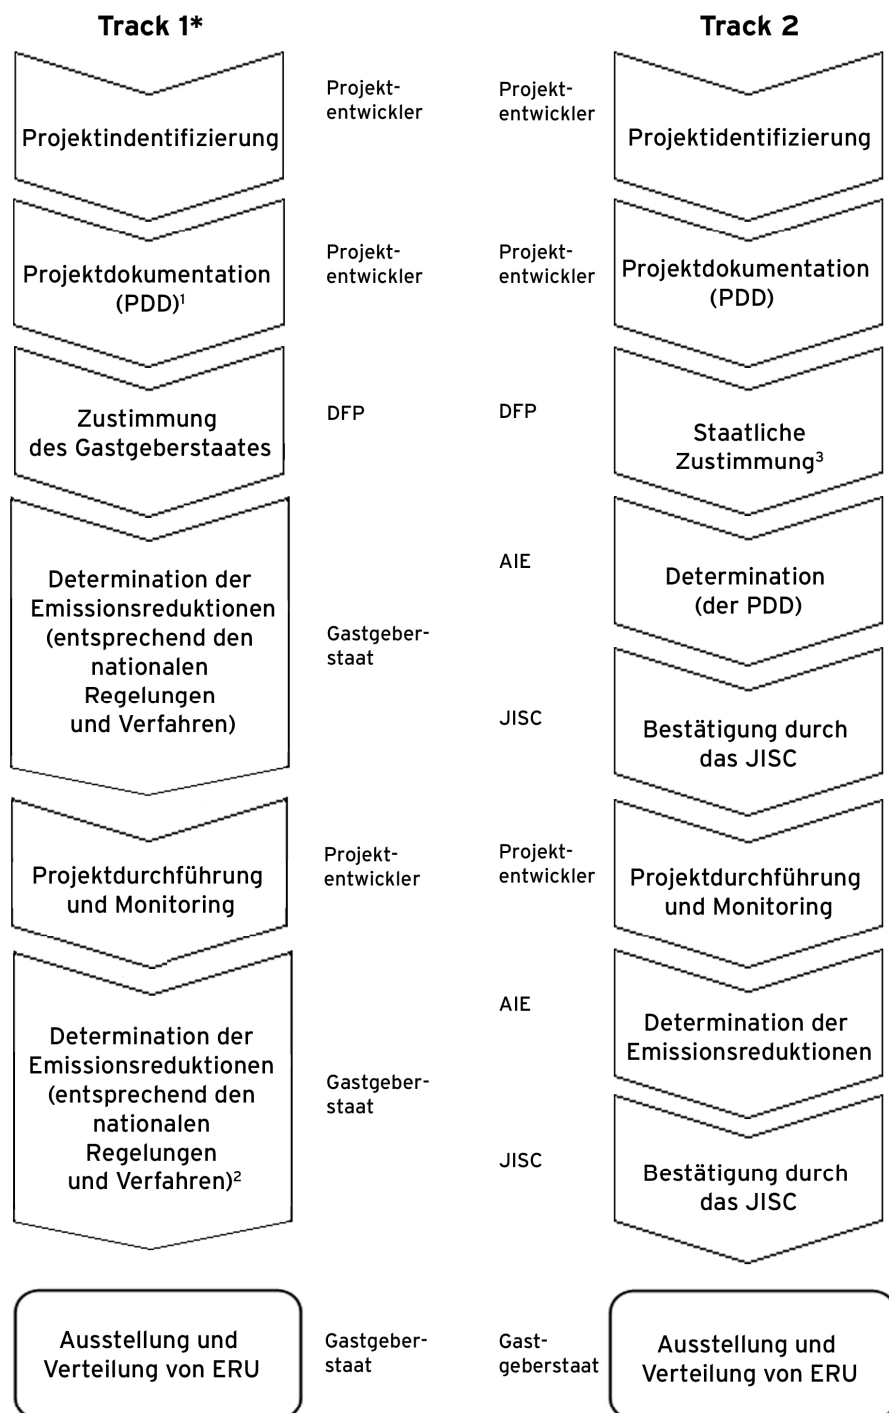 Track 1*
Track 2
Projektindentifizierung
Projekt-
entwickler
Projekt-
entwickler
Projektidentifizierung
Projektdokumentation
(PDD)¹
Projekt-
entwickler
Projekt-
entwickler
Projektdokumentation
(PDD)
Zustimmung
des Gastgeberstaates
DFP
DFP
Staatliche
Zustimmung³
Determination der
Emissionsreduktionen
(entsprechend den
nationalen
Regelungen
und Verfahren)
Gastgeber-
staat
AIE
Determination
(der PDD)
JISC
Bestätigung durch
das JISC
Projektdurchführung
und Monitoring
Projekt-
entwickler
Projekt-
entwickler
Projektdurchführung
und Monitoring
Determination der
Emissionsreduktionen
(entsprechend den
nationalen
Regelungen
und Verfahren)²
Gastgeber-
staat
AIE
Determination der
Emissionsreduktionen
JISC
Bestätigung durch
das JISC
Ausstellung und
Verteilung von ERU
Gastgeber-
staat
Gast-
geberstaat
Ausstellung und
Verteilung von ERU